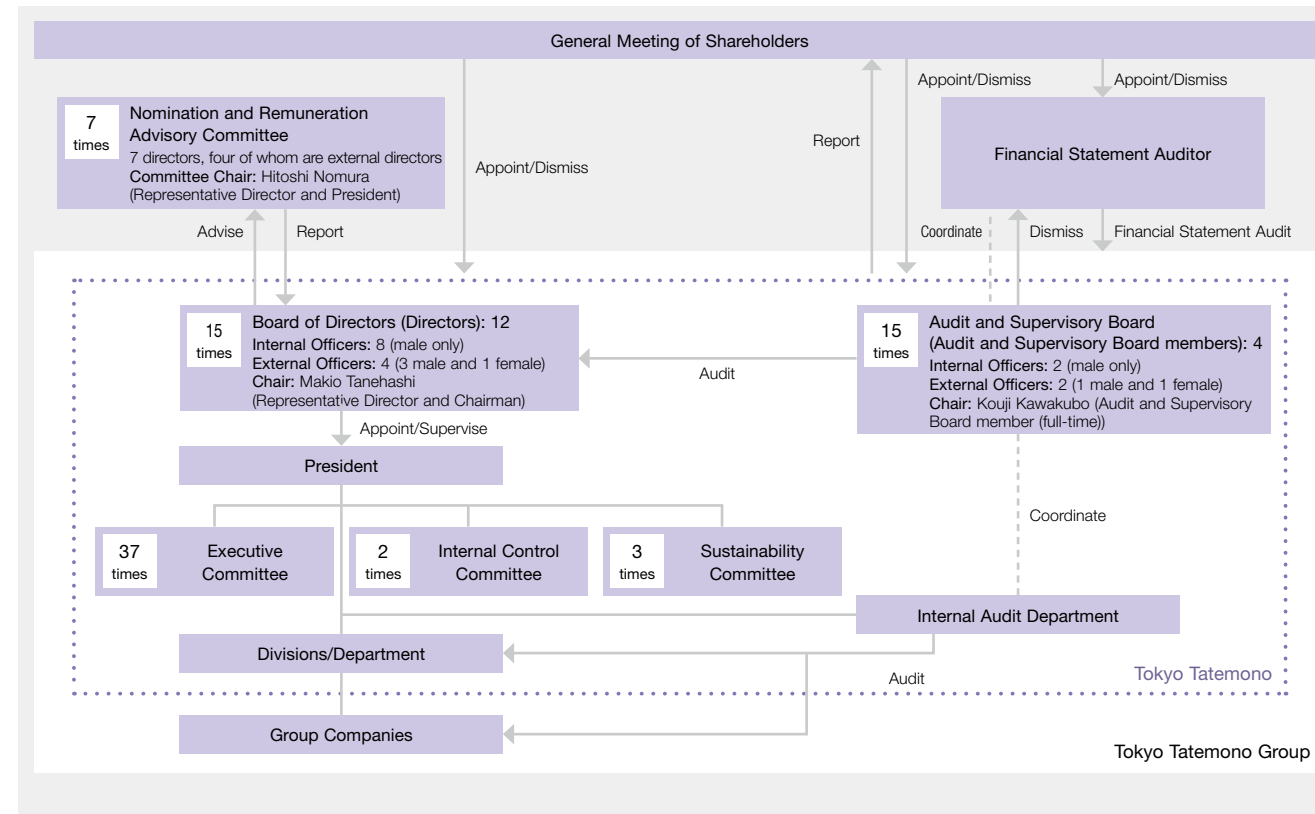 General Meeting of Shareholders
Appoint/Dismiss
Appoint/Dismiss
7
times
Nomination and Remuneration
Advisory Committee
7 directors, four of whom are external directors
Committee Chair: Hitoshi Nomura
(Representative Director and President)
Appoint/Dismiss
Report
Financial Statement Auditor
Advise
Report
Coordinate
Dismiss
Financial Statement Audit
15
times
Board of Directors (Directors): 12
Internal Officers: 8 (male only)
External Officers: 4 (3 male and 1 female)
Chair: Makio Tanehashi
(Representative Director and Chairman)
Audit
15
times
Audit and Supervisory Board
(Audit and Supervisory Board members): 4
Internal Officers: 2 (male only)
External Officers: 2 (1 male and 1 female)
Chair: Kouji Kawakubo (Audit and Supervisory
Board member (full-time))
Appoint/Supervise
President
Coordinate
37
times
Executive
Committee
2
times
Internal Control
Committee
3
times
Sustainability
Committee
Internal Audit Department
Divisions/Department
Audit
Tokyo Tatemono
Group Companies
Tokyo Tatemono Group